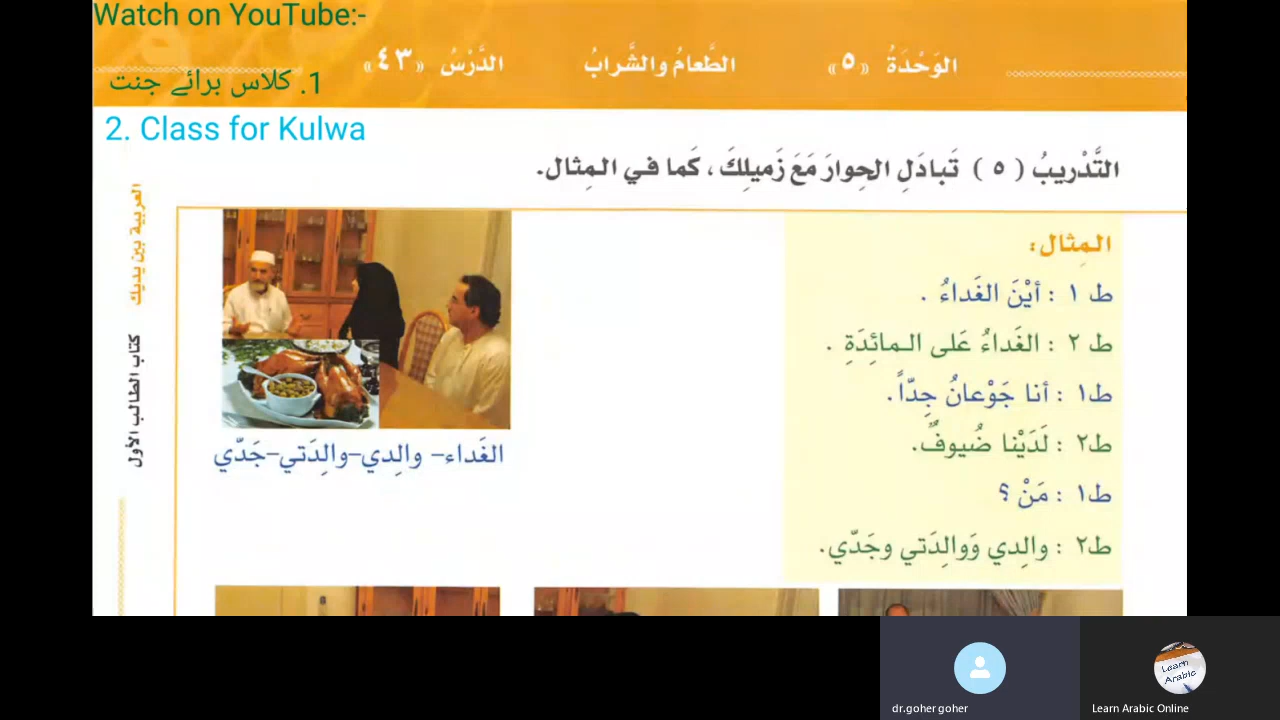 Watch on YouTube:-
1. کلاس برائے جنت
2. Class for Kulwa
الوَحْدَةُ «٥» الطَّعامُ والشَّرابُ الدَّرْسُ «٤٣»
التَّدْريبُ ( ٥ ) تَبادَلِ الحِوارَ مَعَ زَميلِكَ ، كَما في المِثال.
المِثال:
ط ١ : أيْنَ الغَداءُ .
ط ٢ : الغَداءُ عَلى المائِدَةِ .
ط١ : أنا جَوْعانُ جِدّاً.
ط٢ : لَدَيْنا ضُيوفٌ.
ط١ : مَنْ ؟
ط٢ : والِدي وَوالِدَتي وجَدّي.
الغَداء- والِدي-والِدَتي-جَدّي
العربية بين يديك
كتاب الطالب الأول
dr.goher goher
Learn Arabic
Learn Arabic Online